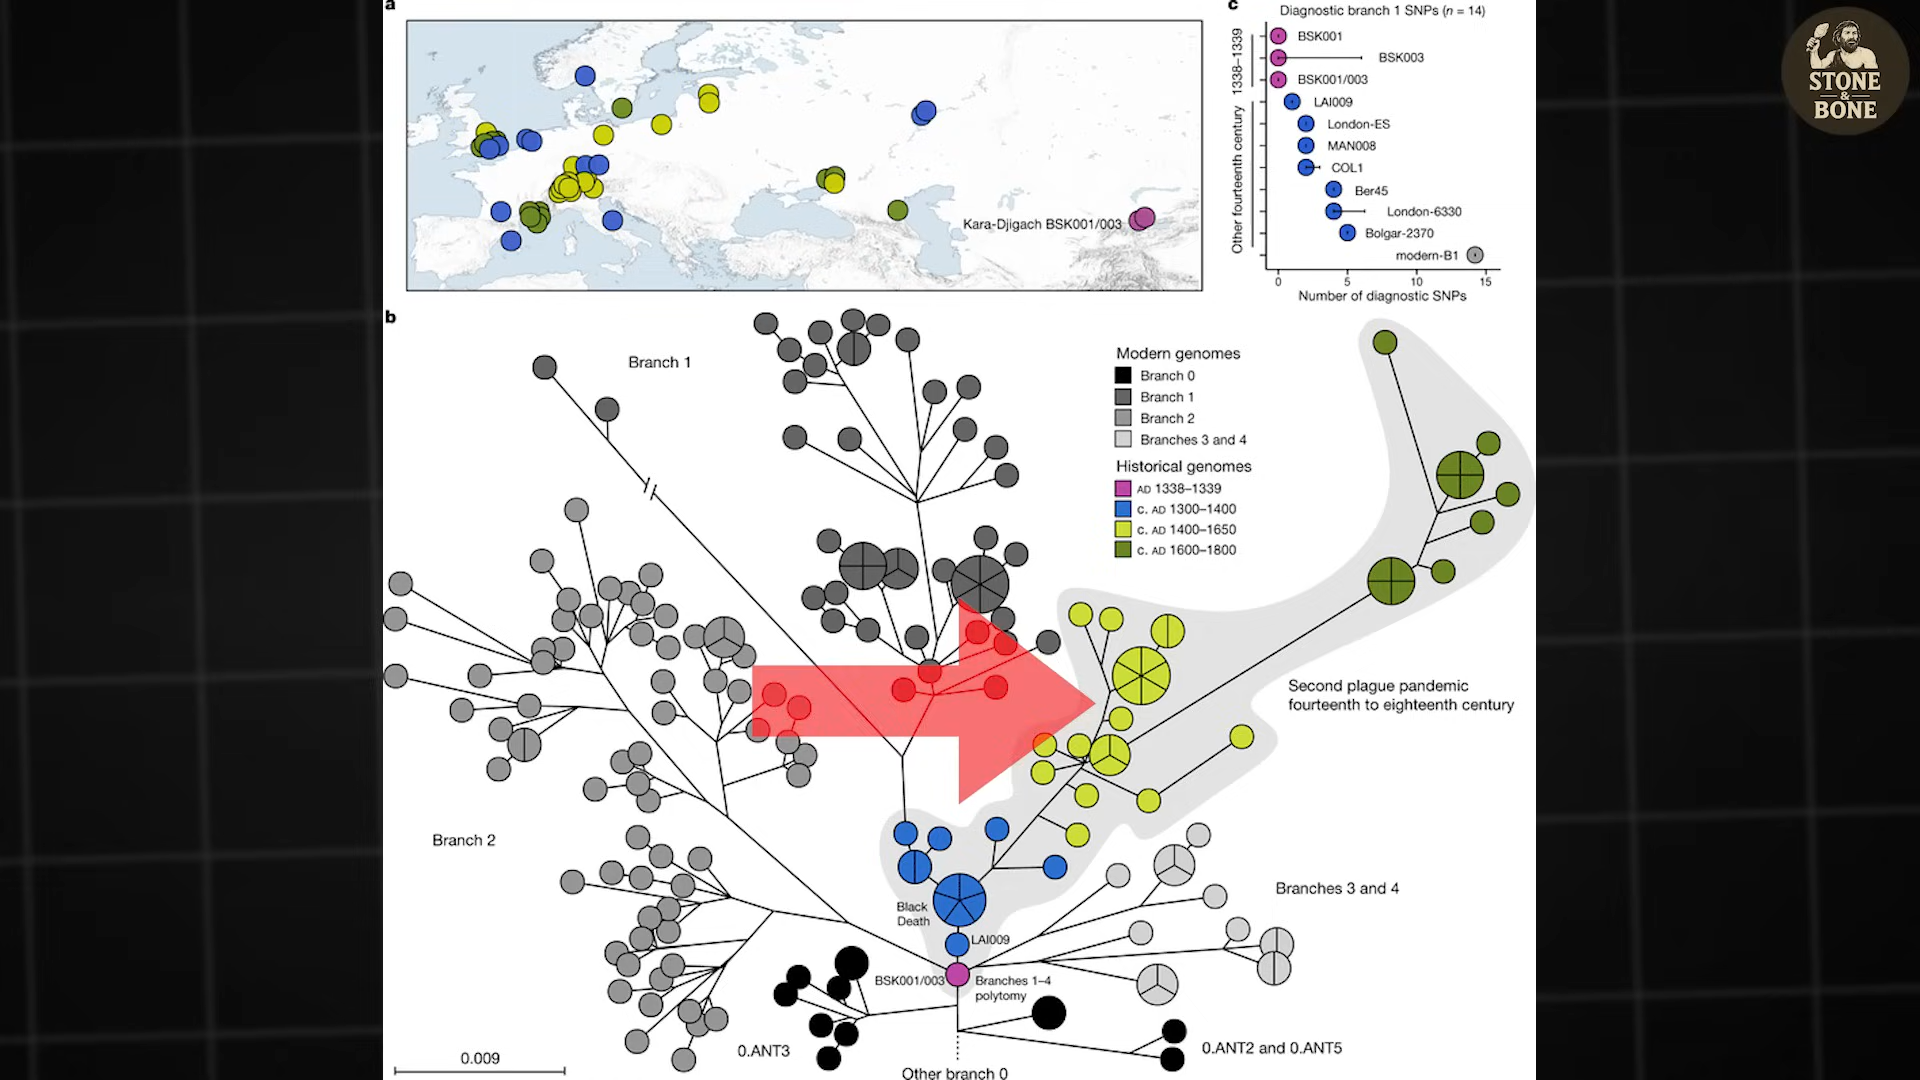 a
Kara-Djigach BSK001/003
c
Diagnostic branch 1 SNPs (n = 14)
1338–1339
Other fourteenth century
BSK001
BSK003
BSK001/003
LAI009
London-ES
MAN008
COL1
Ber45
London-6330
Bolgar-2370
modern-B1
0 5 10 15
Number of diagnostic SNPs
STONE
&
BONE
b
Branch 1
Modern genomes
Branch 0
Branch 1
Branch 2
Branches 3 and 4
Historical genomes
AD 1338–1339
c. AD 1300–1400
c. AD 1400–1650
c. AD 1600–1800
Second plague pandemic
fourteenth to eighteenth century
Branch 2
Branches 3 and 4
Black
Death
LAI009
BSK001/003
Branches 1–4
polytomy
0.ANT3
0.ANT2 and 0.ANT5
0.009
Other branch 0